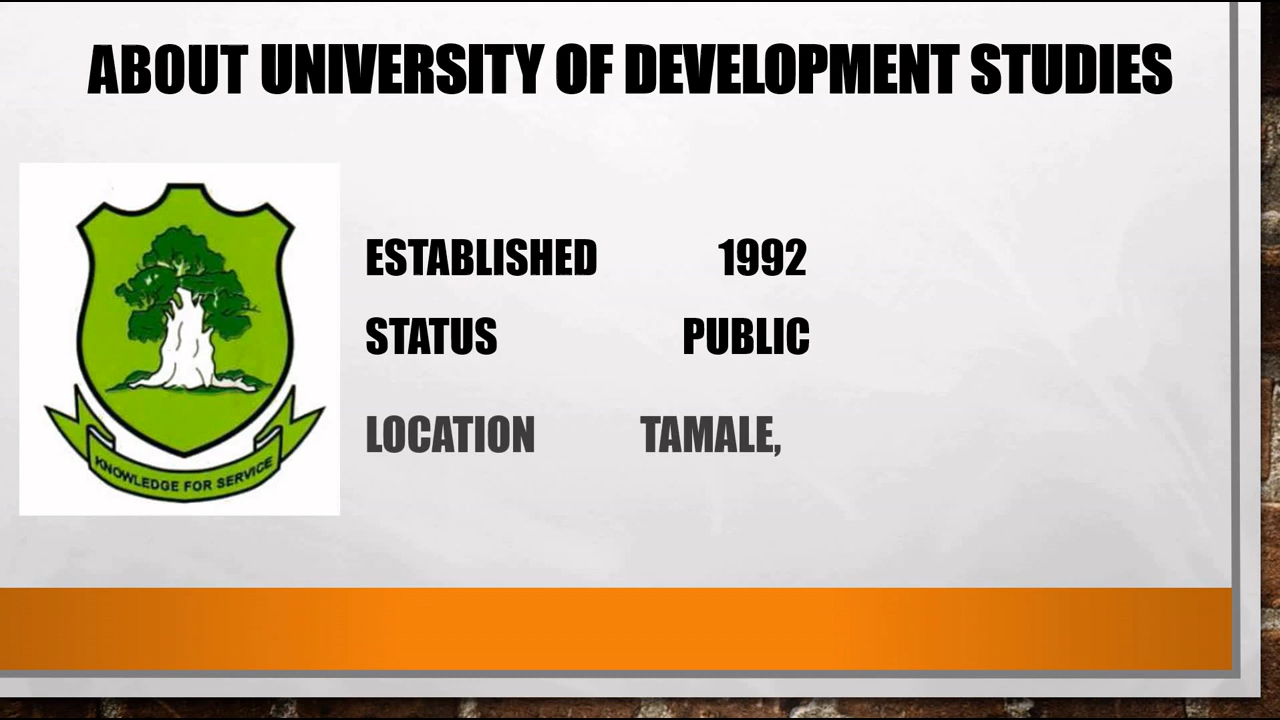 ABOUT UNIVERSITY OF DEVELOPMENT STUDIES
ESTABLISHED 1992
STATUS PUBLIC
LOCATION TAMALE,
KNOWLEDGE FOR SERVICE